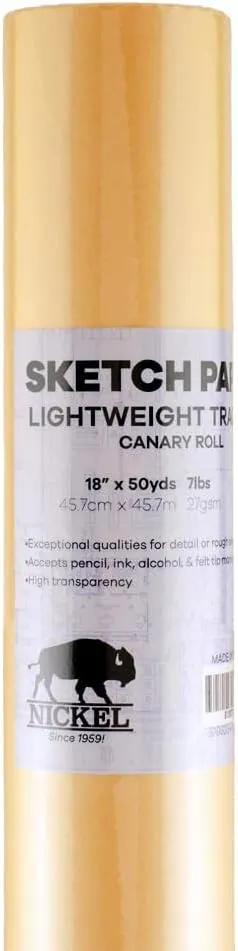 SKETCH PAP
LIGHTWEIGHT TRA
CANARY ROLL
18" x 50yds 7lbs
45.7cm x 45.7m 27gsm
•Exceptional qualities for detail or rough
•Accepts pencil, ink, alcohol, & felt tip
•High transparency
MADE
NICKEL
Since 1959!